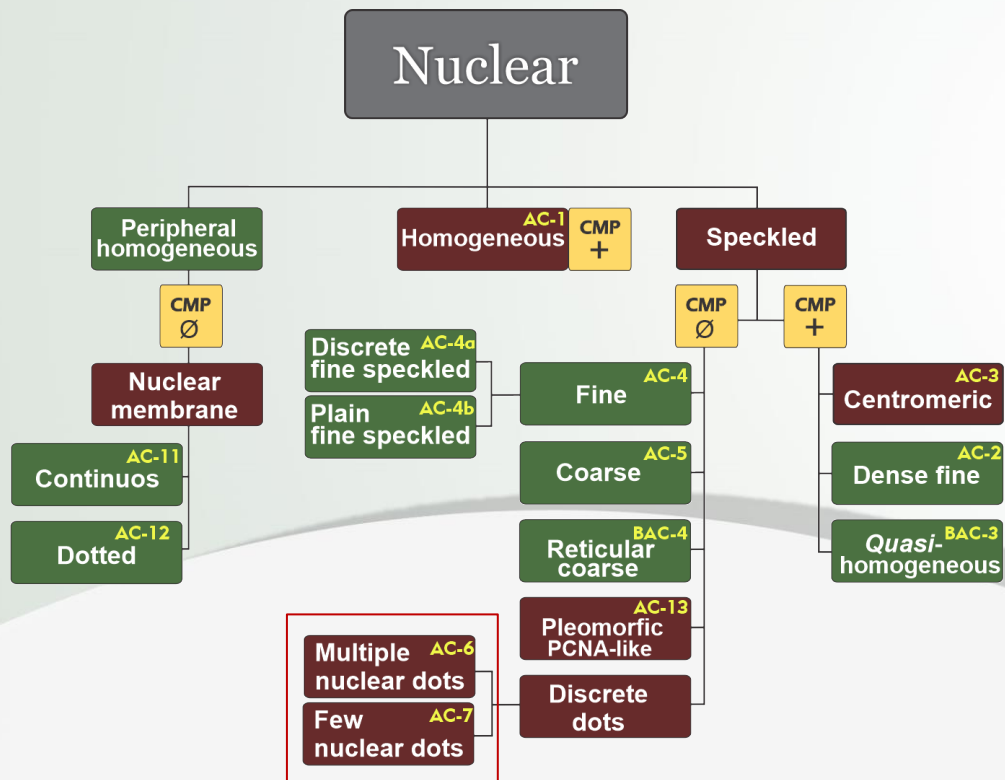 Nuclear
Peripheral
homogeneous
AC-1
Homogeneous
CMP
+
Speckled
CMP
Ø
CMP
Ø
CMP
+
Nuclear
membrane
AC-11
Continuos
AC-12
Dotted
AC-4a
Discrete
fine speckled
AC-4b
Plain
fine speckled
AC-4
Fine
AC-5
Coarse
BAC-4
Reticular
coarse
AC-13
Pleomorfic
PCNA-like
Discrete
dots
AC-6
Multiple
nuclear dots
AC-7
Few
nuclear dots
AC-3
Centromeric
AC-2
Dense fine
BAC-3
Quasi-
homogeneous